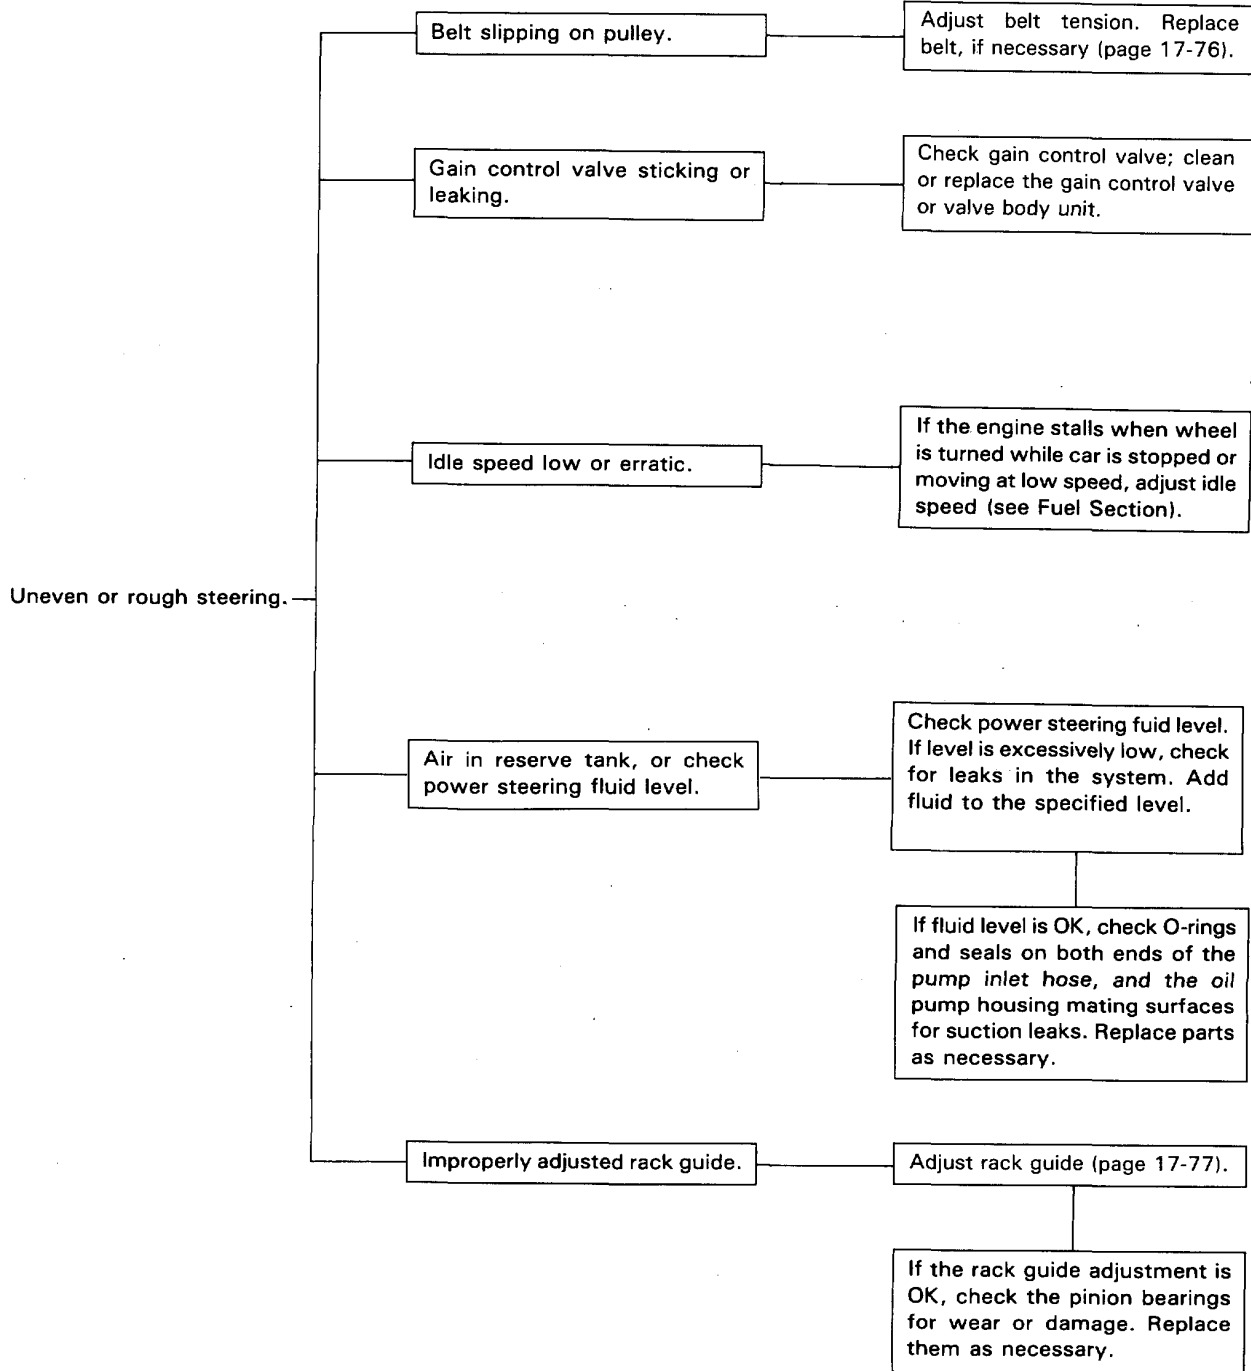 Belt slipping on pulley.
Adjust belt tension. Replace
belt, if necessary (page 17-76).
Gain control valve sticking or
leaking.
Check gain control valve; clean
or replace the gain control valve
or valve body unit.
Idle speed low or erratic.
If the engine stalls when wheel
is turned while car is stopped or
moving at low speed, adjust idle
speed (see Fuel Section).
Uneven or rough steering.
Air in reserve tank, or check
power steering fluid level.
Check power steering fuid level.
If level is excessively low, check
for leaks in the system. Add
fluid to the specified level.
If fluid level is OK, check O-rings
and seals on both ends of the
pump inlet hose, and the oil
pump housing mating surfaces
for suction leaks. Replace parts
as necessary.
Improperly adjusted rack guide.
Adjust rack guide (page 17-77).
If the rack guide adjustment is
OK, check the pinion bearings
for wear or damage. Replace
them as necessary.